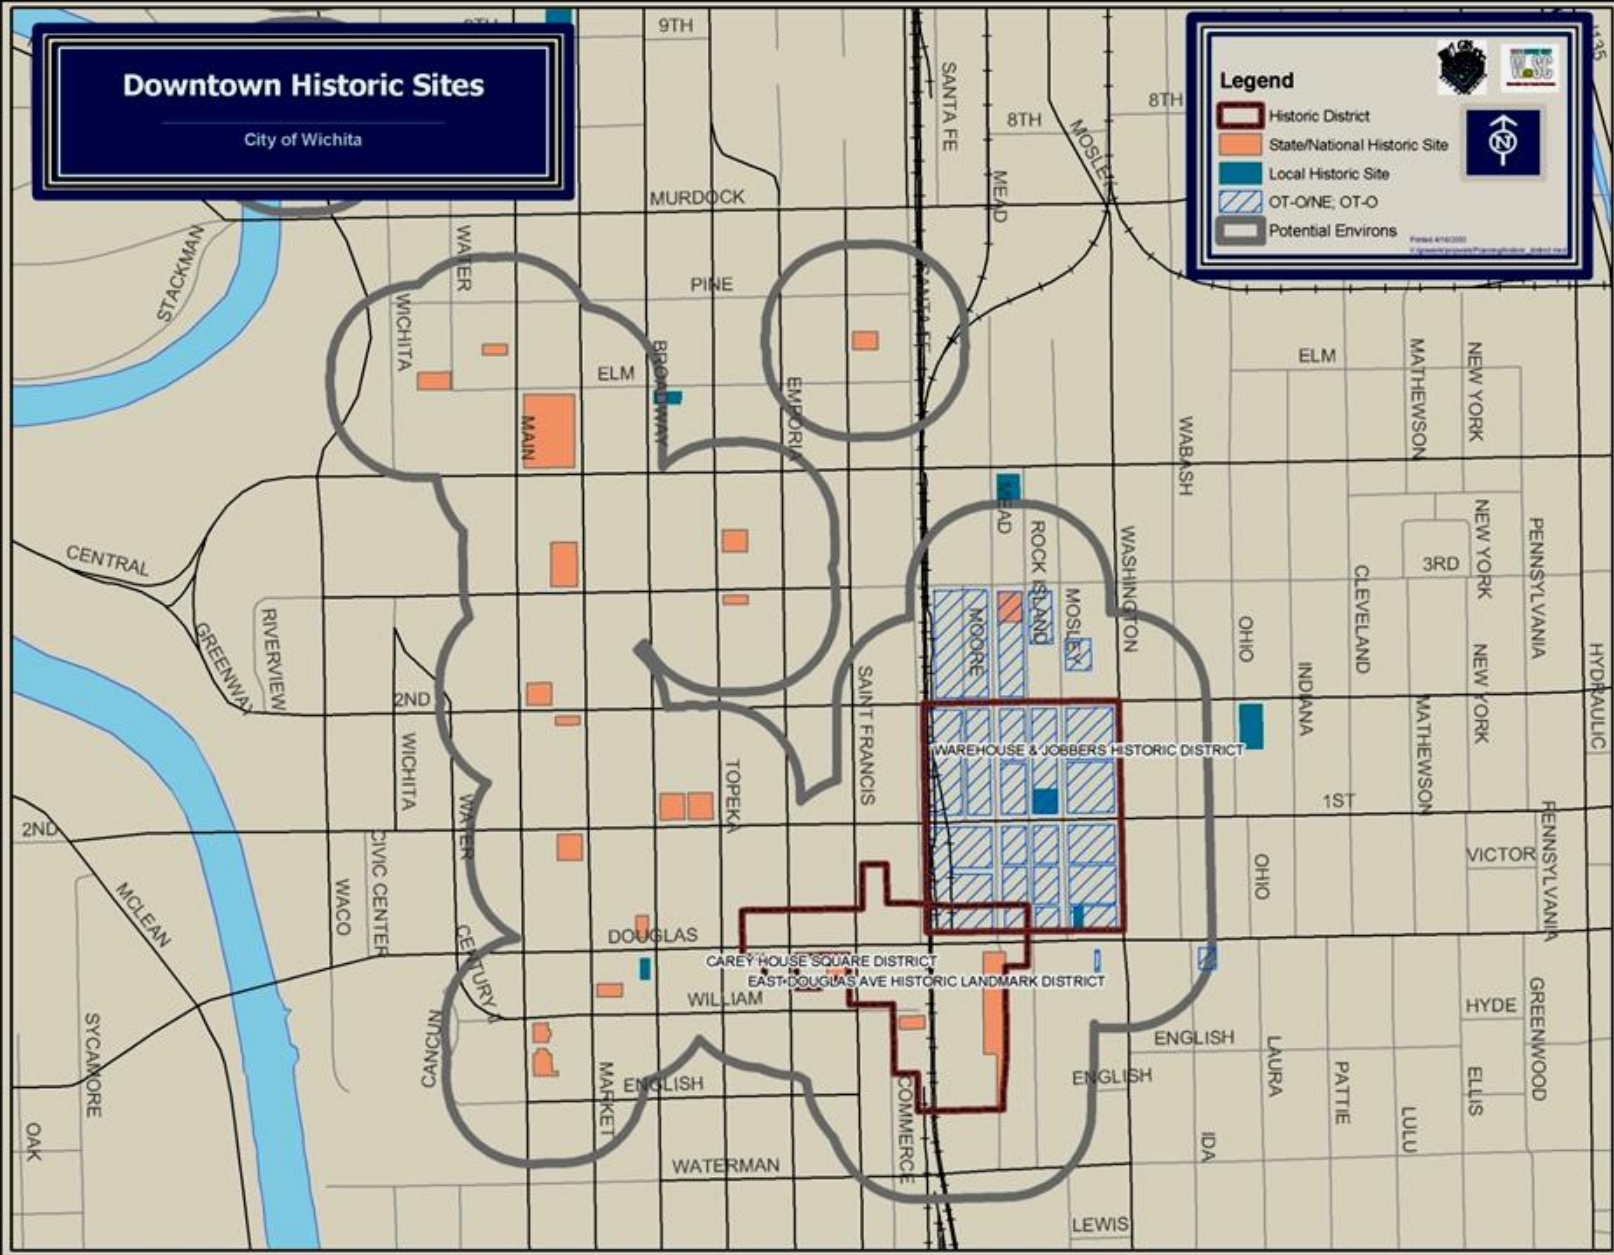 Downtown Historic Sites
City of Wichita
Legend
Historic District
State/National Historic Site
Local Historic Site
OT-O/NE; OT-O
Potential Environs
N
9TH
SANTA FE
8TH
8TH
I135
MURDOCK
MEAD
STACKMAN
WATER
PINE
SANTA FE
WICHITA
BROADWAY
ELM
EMPORIA
ELM
MATHEWSON
NEW YORK
MAIN
WABASH
MEAD
ROCK ISLAND
WASHINGTON
NEW YORK
PENNSYLVANIA
CENTRAL
3RD
CLEVELAND
MOSLEY
MOORE
RIVERVIEW
GREENWAY
OHIO
INDIANA
NEW YORK
HYDRAULIC
2ND
SAINT FRANCIS
MATHEWSON
WICHITA
WAREHOUSE & JOBBERS HISTORIC DISTRICT
TOPEKA
WATER
1ST
PENNSYLVANIA
2ND
CIVIC CENTER
VICTOR
OHIO
WACO
MCLEAN
DOUGLAS
CENTURY II
CAREY HOUSE SQUARE DISTRICT
EAST DOUGLAS AVE HISTORIC LANDMARK DISTRICT
WILLIAM
HYDE
GREENWOOD
SYCAMORE
CANCUN
ENGLISH
LAURA
MARKET
ENGLISH
COMMERCE
ENGLISH
PATTIE
ELLIS
LULU
OAK
IDA
WATERMAN
LEWIS